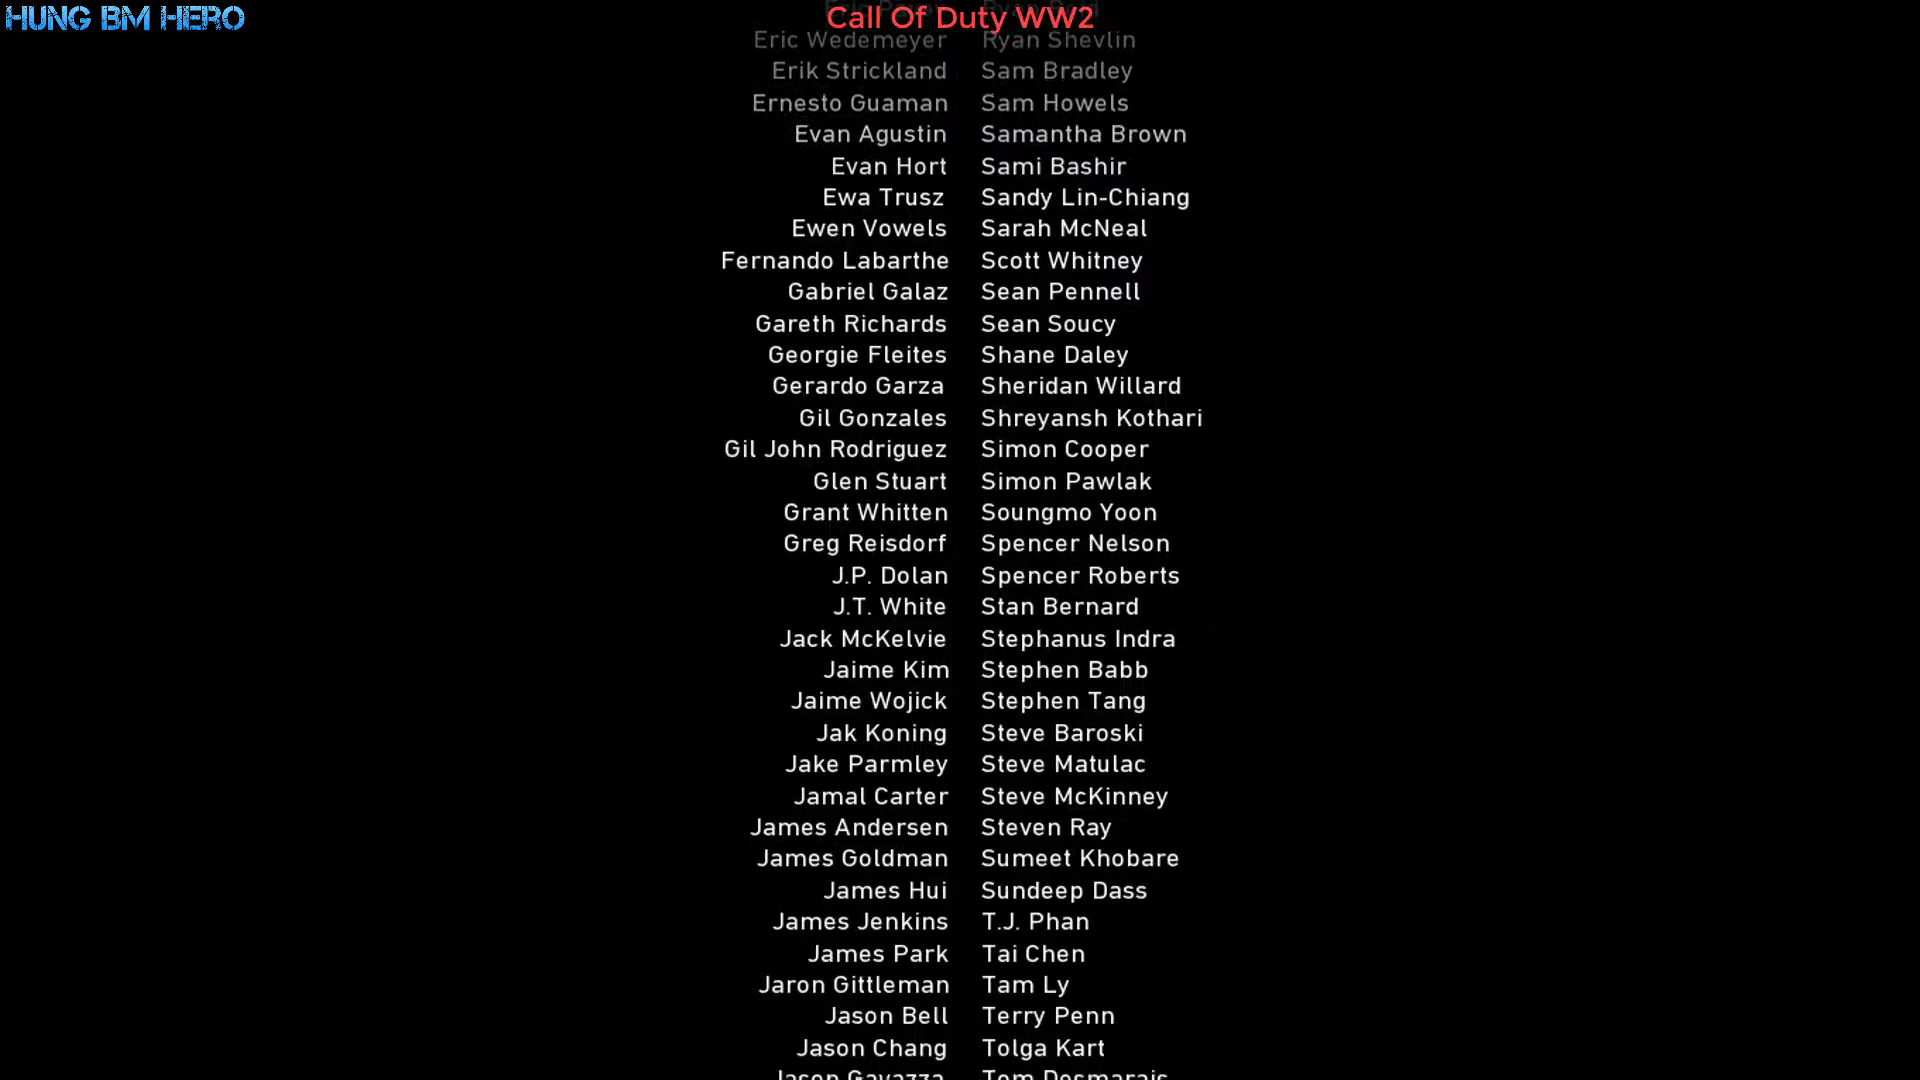 HUNG BM HERO
Call Of Duty WW2
Eric Wedemeyer Ryan Shevlin
Erik Strickland Sam Bradley
Ernesto Guaman Sam Howels
Evan Agustin Samantha Brown
Evan Hort Sami Bashir
Ewa Trusz Sandy Lin-Chiang
Ewen Vowels Sarah McNeal
Fernando Labarthe Scott Whitney
Gabriel Galaz Sean Pennell
Gareth Richards Sean Soucy
Georgie Fleites Shane Daley
Gerardo Garza Sheridan Willard
Gil Gonzales Shreyansh Kothari
Gil John Rodriguez Simon Cooper
Glen Stuart Simon Pawlak
Grant Whitten Soungmo Yoon
Greg Reisdorf Spencer Nelson
J.P. Dolan Spencer Roberts
J.T. White Stan Bernard
Jack McKelvie Stephanus Indra
Jaime Kim Stephen Babb
Jaime Wojick Stephen Tang
Jak Koning Steve Baroski
Jake Parmley Steve Matulac
Jamal Carter Steve McKinney
James Andersen Steven Ray
James Goldman Sumeet Khobare
James Hui Sundeep Dass
James Jenkins T.J. Phan
James Park Tai Chen
Jaron Gittleman Tam Ly
Jason Bell Terry Penn
Jason Chang Tolga Kart
Jason Gavazza Tom Desmarais